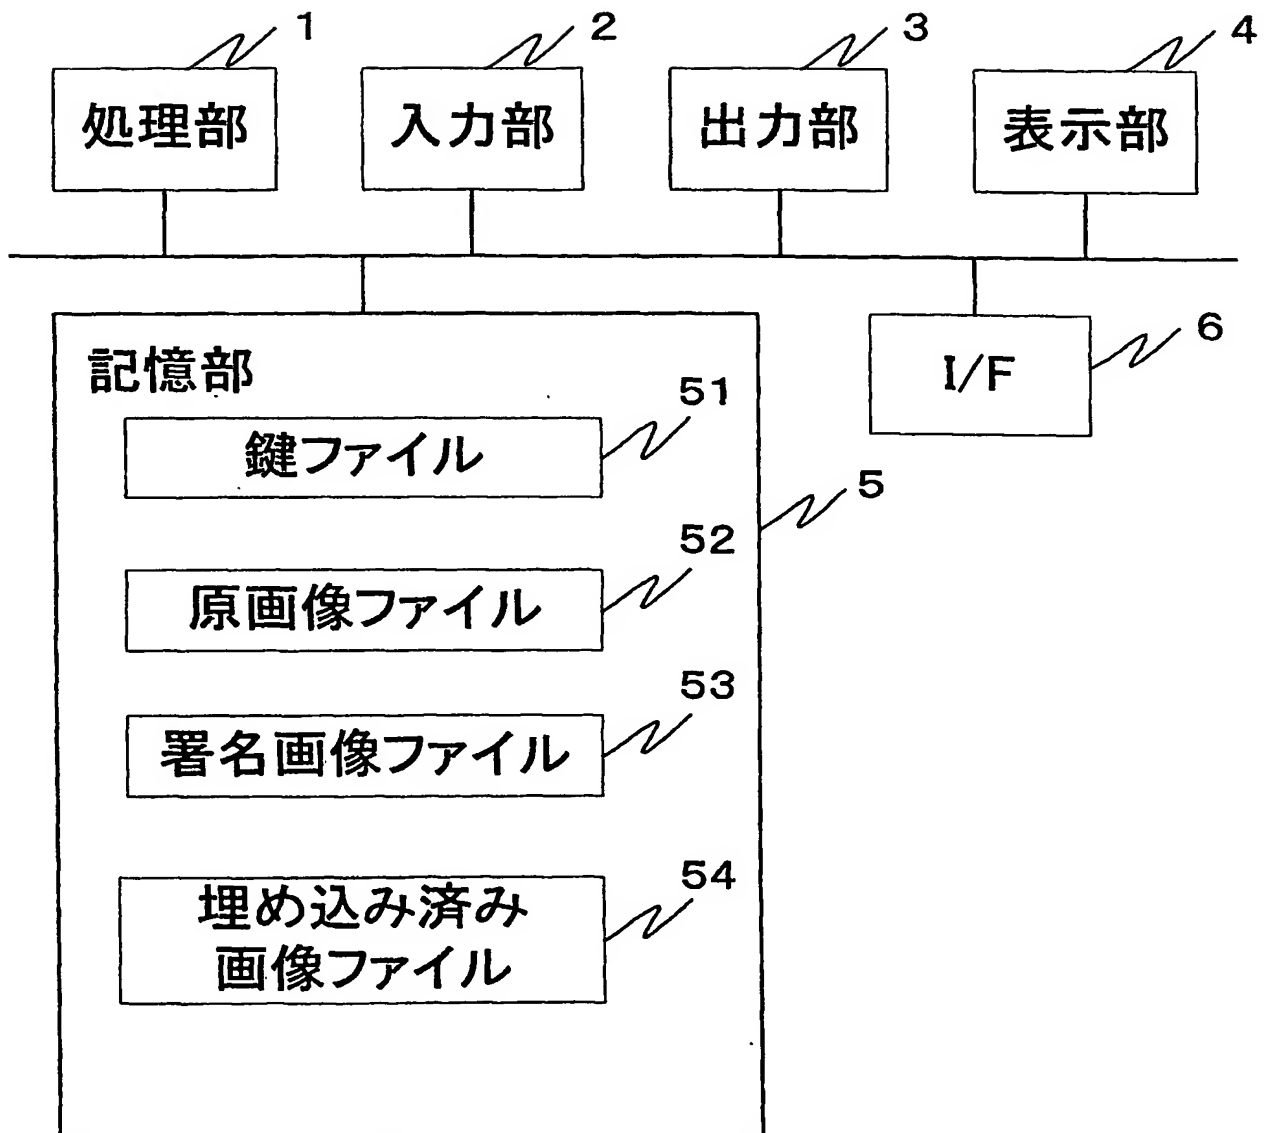 1
2
3
4
処理部
入力部
出力部
表示部
記憶部
I/F
6
51
鍵ファイル
5
52
原画像ファイル
53
署名画像ファイル
54
埋め込み済み
画像ファイル